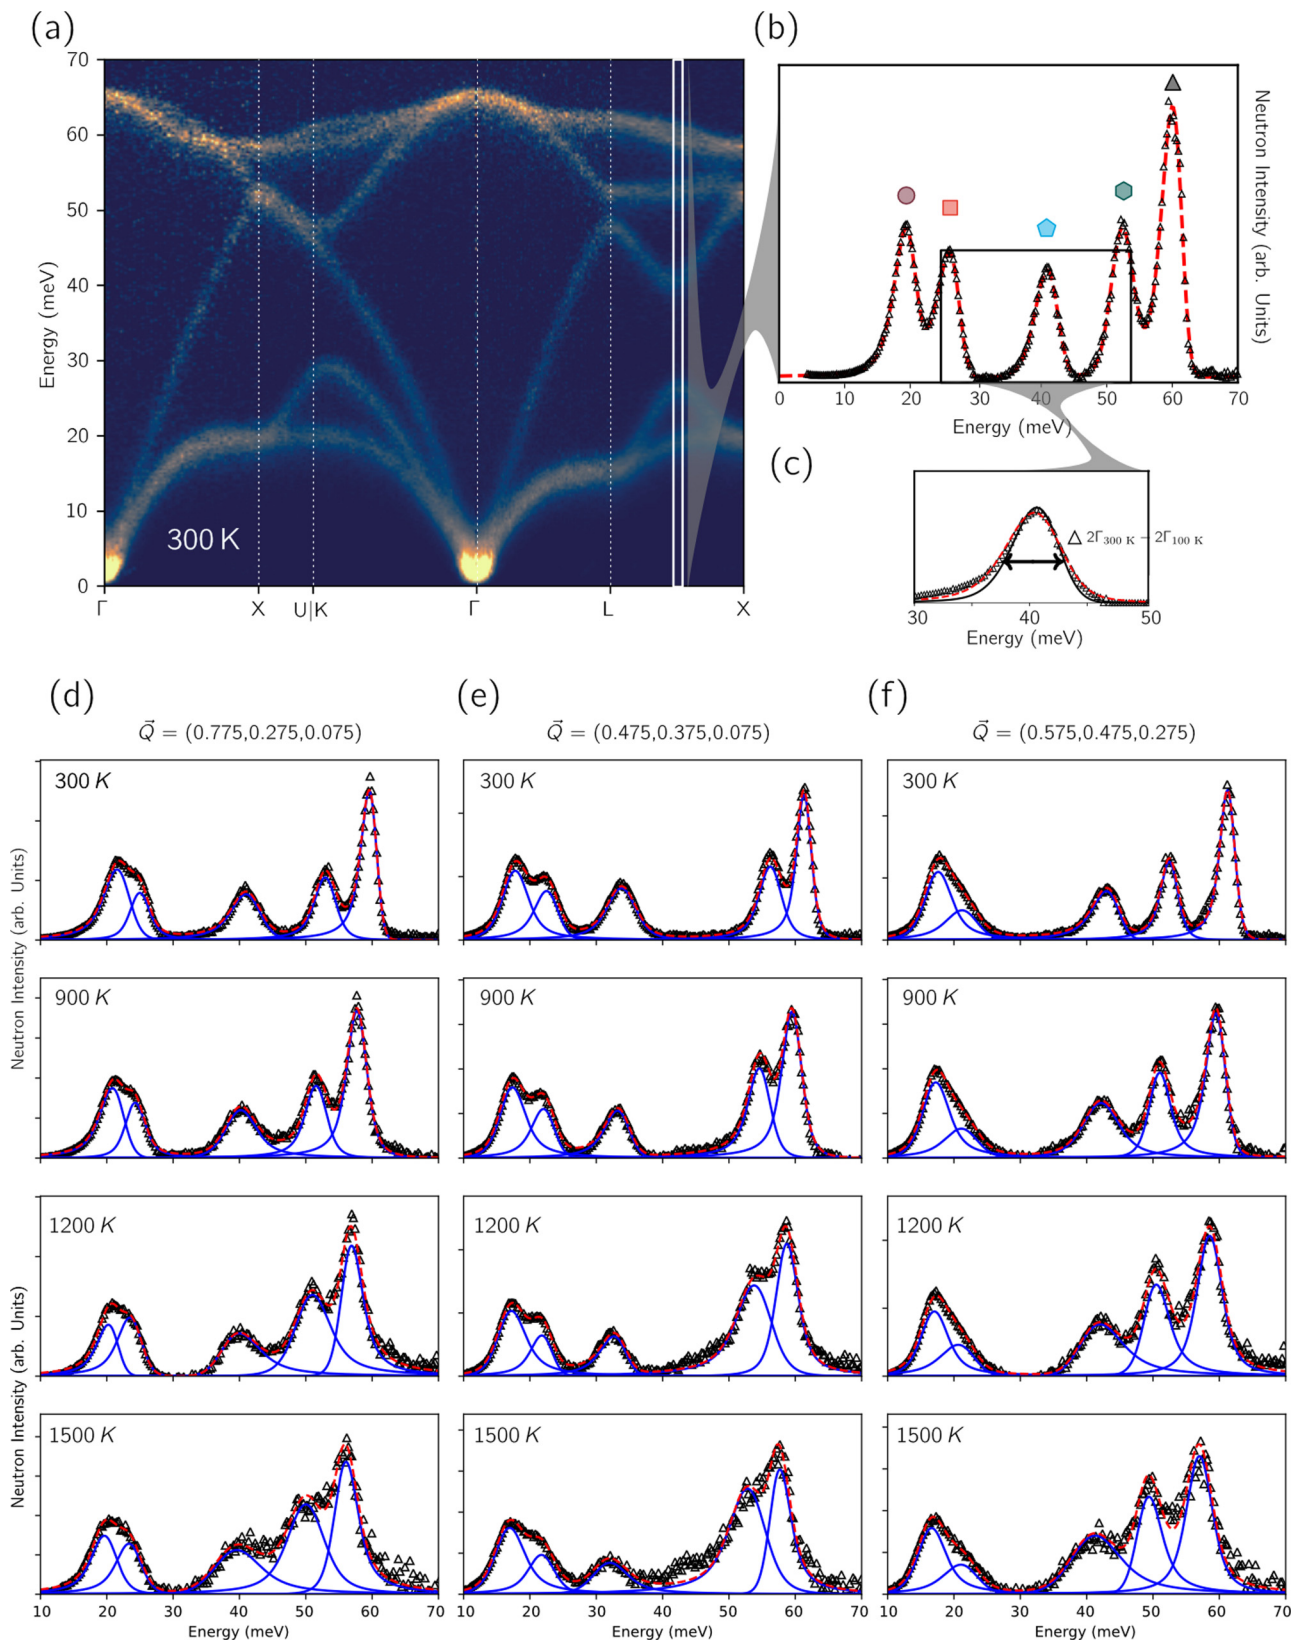 (a)
70
60
50
40
30
20
10
0
Energy (meV)
300 K
Γ X U|K Γ L X
(b)
Neutron Intensity (arb. Units)
0 10 20 30 40 50 60 70
Energy (meV)
(c)
2Γ300 K − 2Γ100 K
30 40 50
Energy (meV)
(d)
Q⃗ = (0.775,0.275,0.075)
(e)
Q⃗ = (0.475,0.375,0.075)
(f)
Q⃗ = (0.575,0.475,0.275)
300 K
300 K
300 K
Neutron Intensity (arb. Units)
900 K
900 K
900 K
1200 K
1200 K
1200 K
Neutron Intensity (arb. Units)
1500 K
1500 K
1500 K
10 20 30 40 50 60 70
10 20 30 40 50 60 70
10 20 30 40 50 60 70
Energy (meV)
Energy (meV)
Energy (meV)